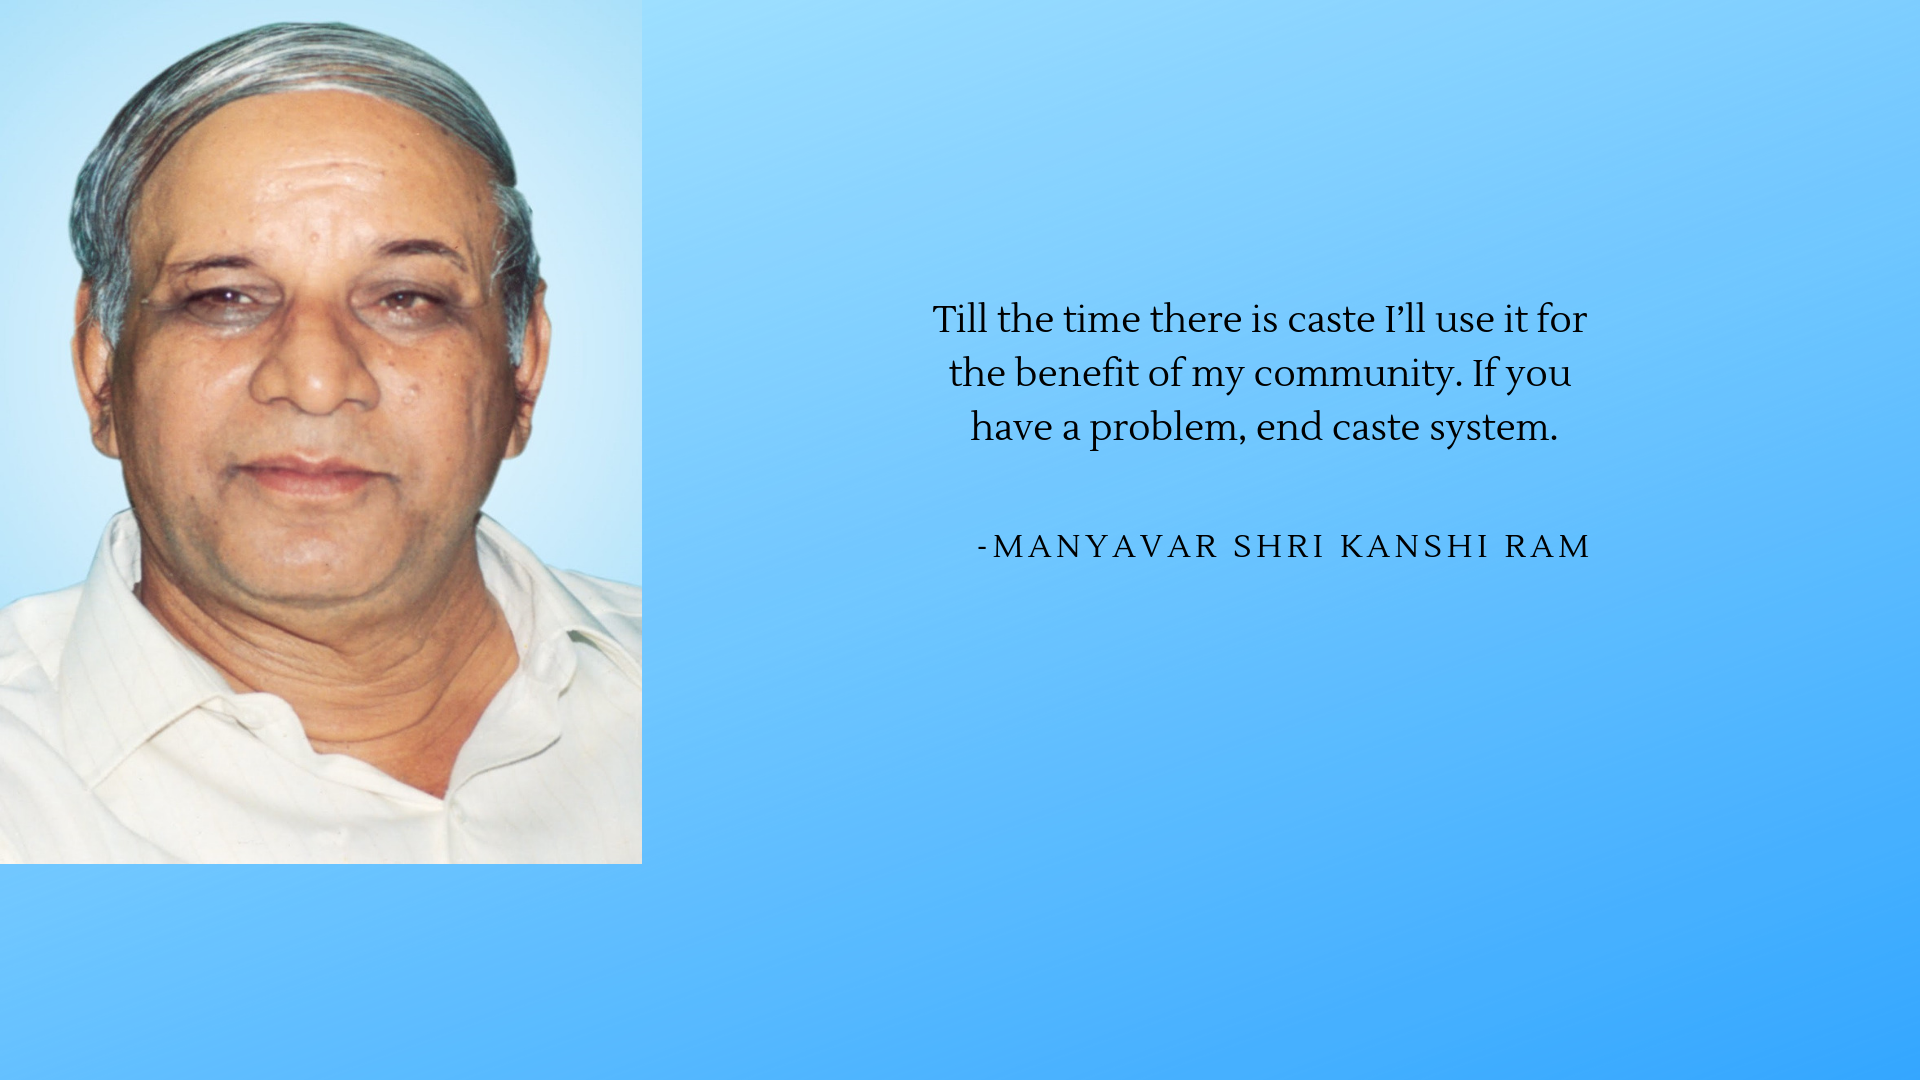 Till the time there is caste I’ll use it for
the benefit of my community. If you
have a problem, end caste system.
-MANYAVAR SHRI KANSHI RAM